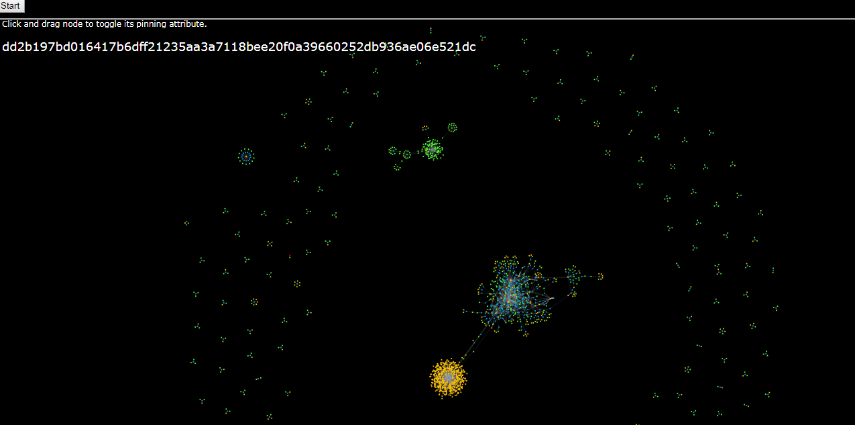 Start
Click and drag node to toggle its pinning attribute.
dd2b197bd016417b6dff21235aa3a7118bee20f0a39660252db936ae06e521dc